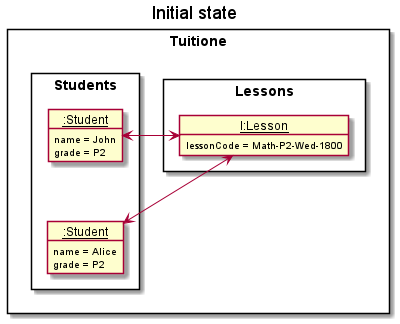 Initial state
Tuitione
Students
Lessons
:Student
name = John
grade = P2
l:Lesson
lessonCode = Math-P2-Wed-1800
:Student
name = Alice
grade = P2